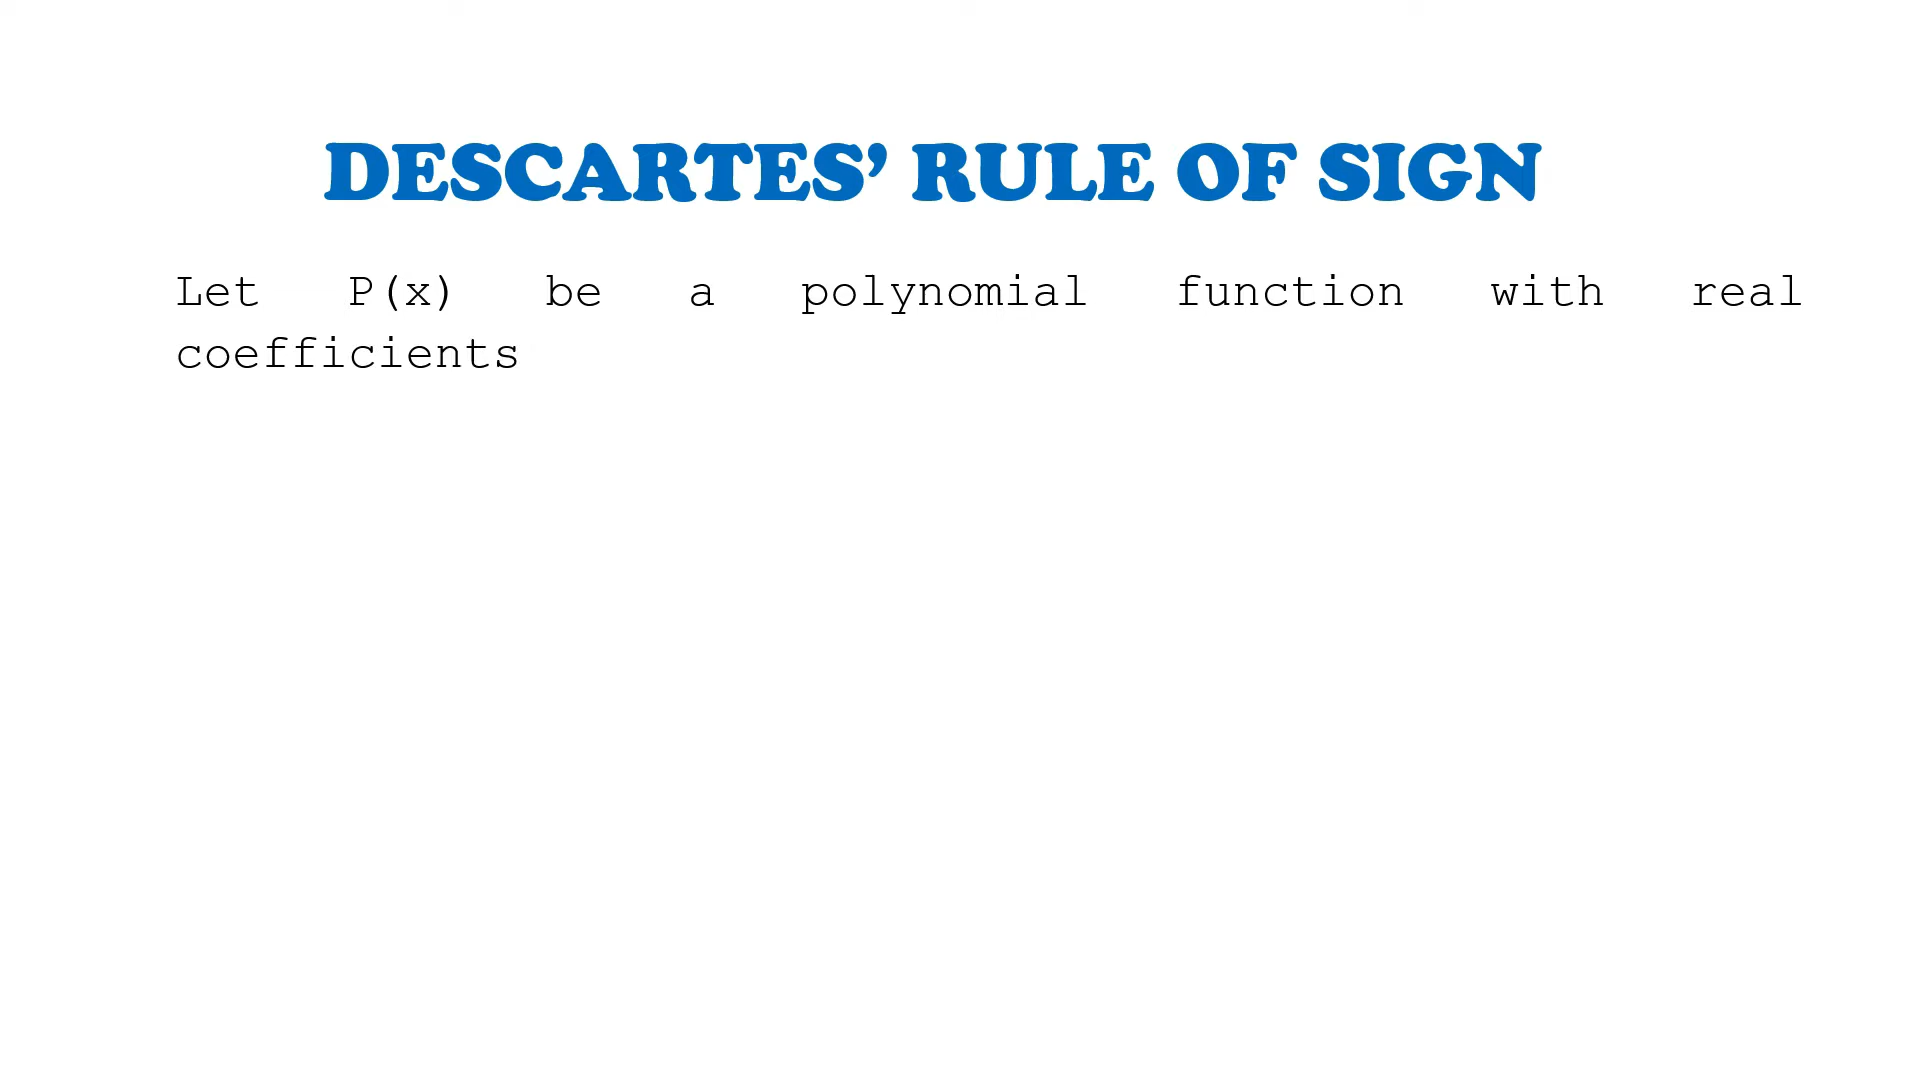 DESCARTES’ RULE OF SIGN
Let P(x) be a polynomial function with real
coefficients